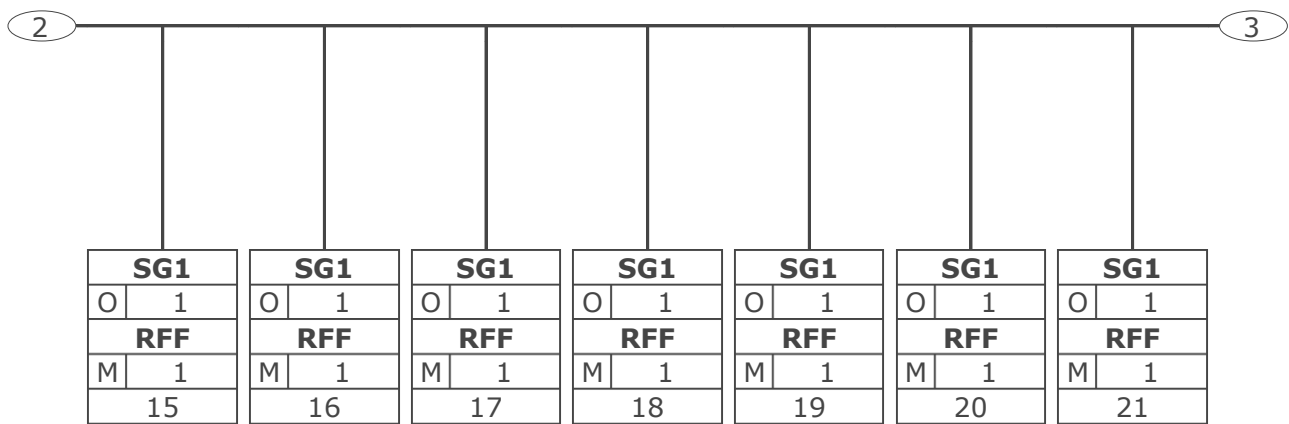 2 3
SG1 SG1 SG1 SG1 SG1 SG1 SG1
O 1 O 1 O 1 O 1 O 1 O 1 O 1
RFF RFF RFF RFF RFF RFF RFF
M 1 M 1 M 1 M 1 M 1 M 1 M 1
15 16 17 18 19 20 21